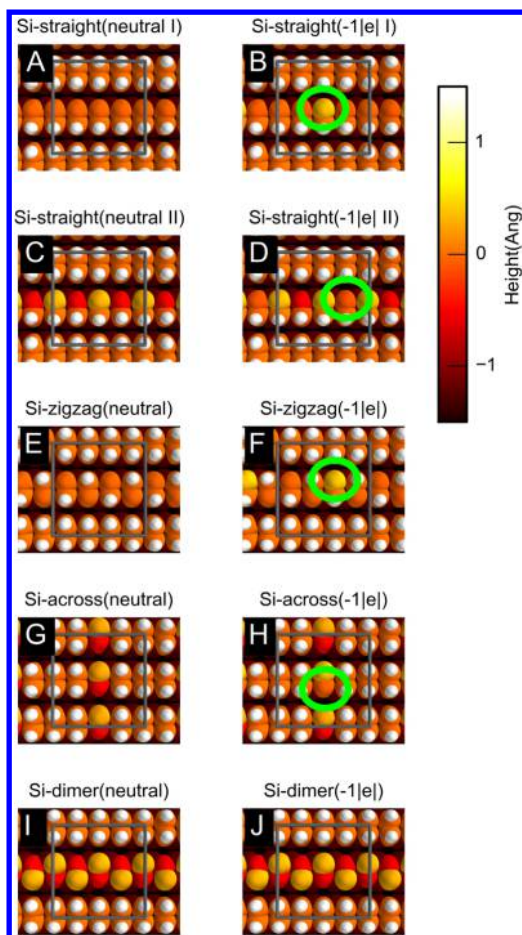 Si-straight(neutral I)
Si-straight(-1|e| I)
A
B
1
Si-straight(neutral II)
Si-straight(-1|e| II)
C
D
0
Height(Ang)
-1
Si-zigzag(neutral)
Si-zigzag(-1|e|)
E
F
Si-across(neutral)
Si-across(-1|e|)
G
H
Si-dimer(neutral)
Si-dimer(-1|e|)
I
J